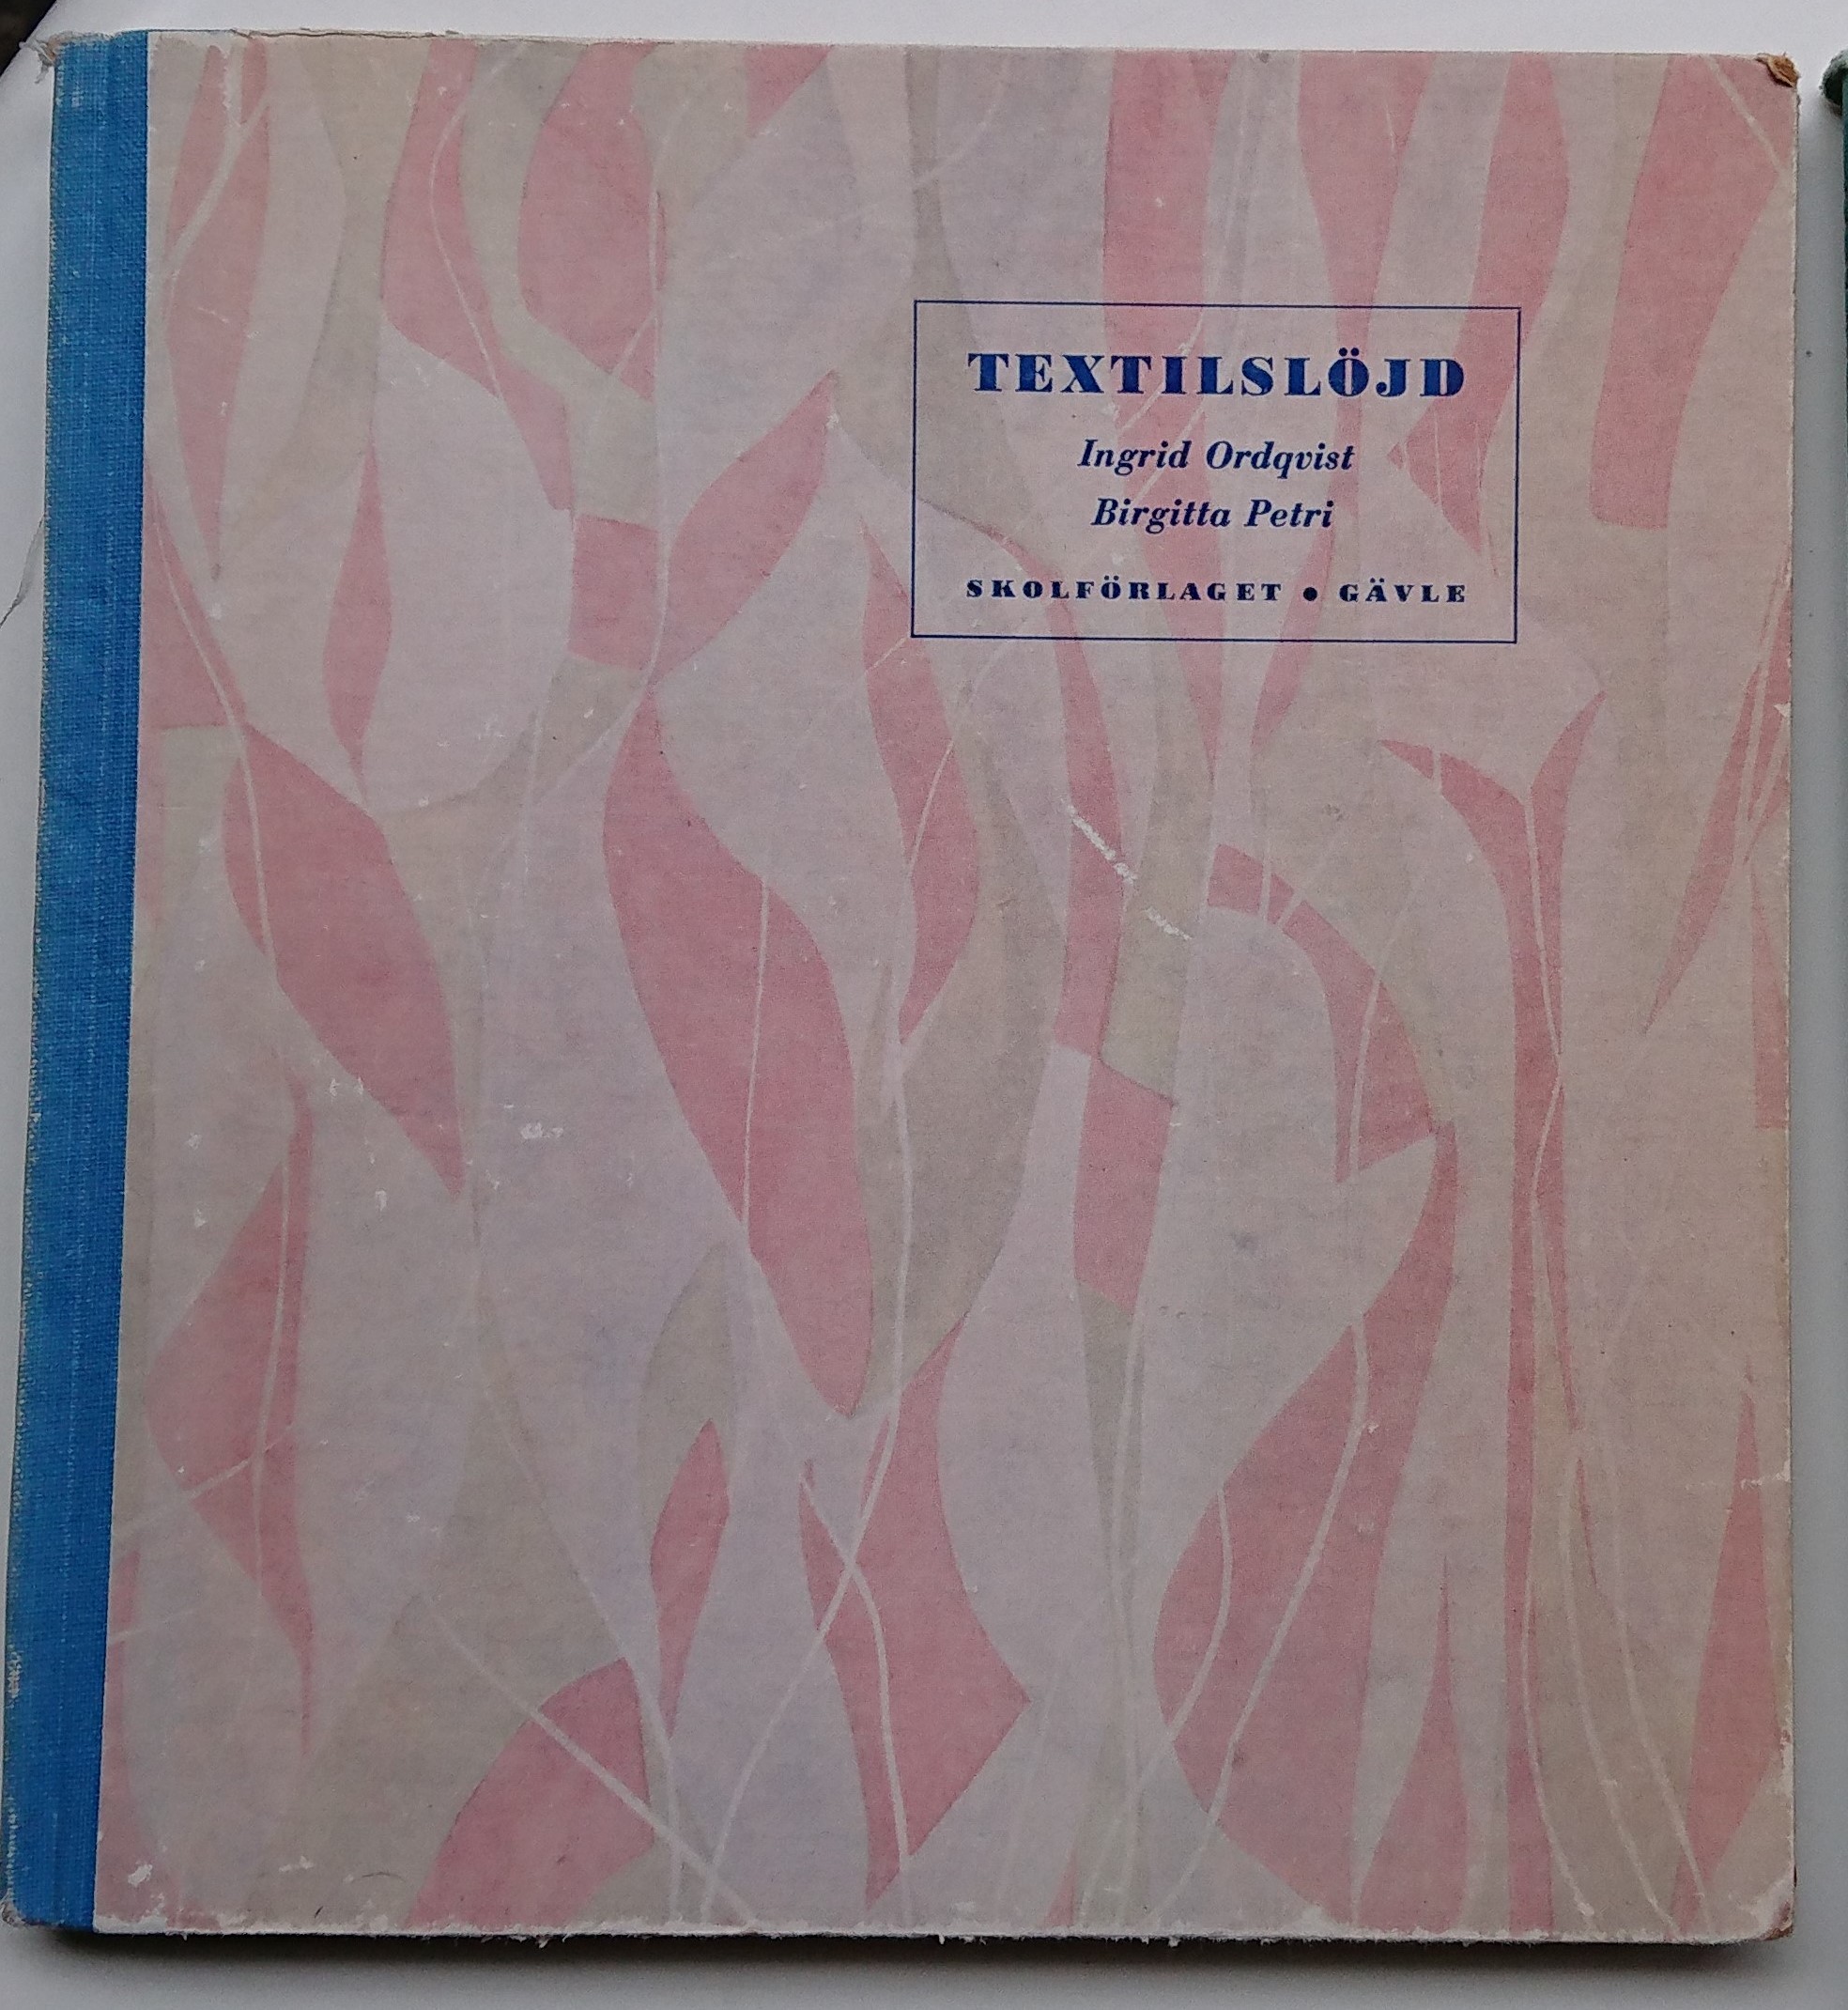 TEXTILSLÖJD
Ingrid Ordqvist
Birgitta Petri
SKOLFÖRLAGET • GÄVLE